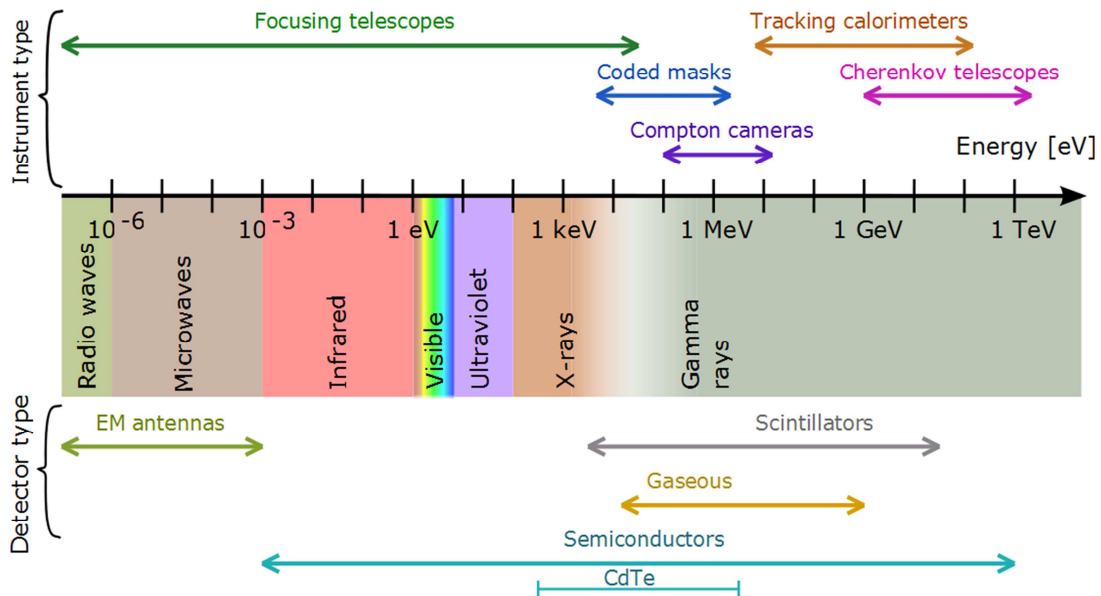 Instrument type
Focusing telescopes
Tracking calorimeters
Coded masks
Cherenkov telescopes
Compton cameras
Energy [eV]
10⁻⁶
10⁻³
1 eV
1 keV
1 MeV
1 GeV
1 TeV
Radio waves
Microwaves
Infrared
Visible
Ultraviolet
X-rays
Gamma
rays
Detector type
EM antennas
Scintillators
Gaseous
Semiconductors
CdTe